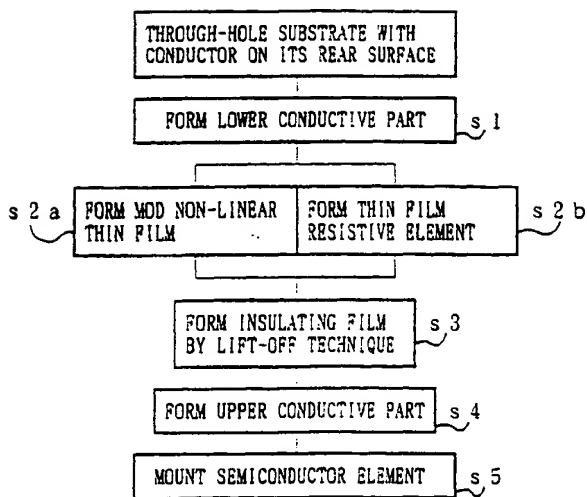 THROUGH-HOLE SUBSTRATE WITH
CONDUCTOR ON ITS REAR SURFACE
FORM LOWER CONDUCTIVE PART
s 1
s 2 a
FORM MOD NON-LINEAR
THIN FILM
FORM THIN FILM
RESISTIVE ELEMENT
s 2 b
FORM INSULATING FILM
BY LIFT-OFF TECHNIQUE
s 3
FORM UPPER CONDUCTIVE PART
s 4
MOUNT SEMICONDUCTOR ELEMENT
s 5